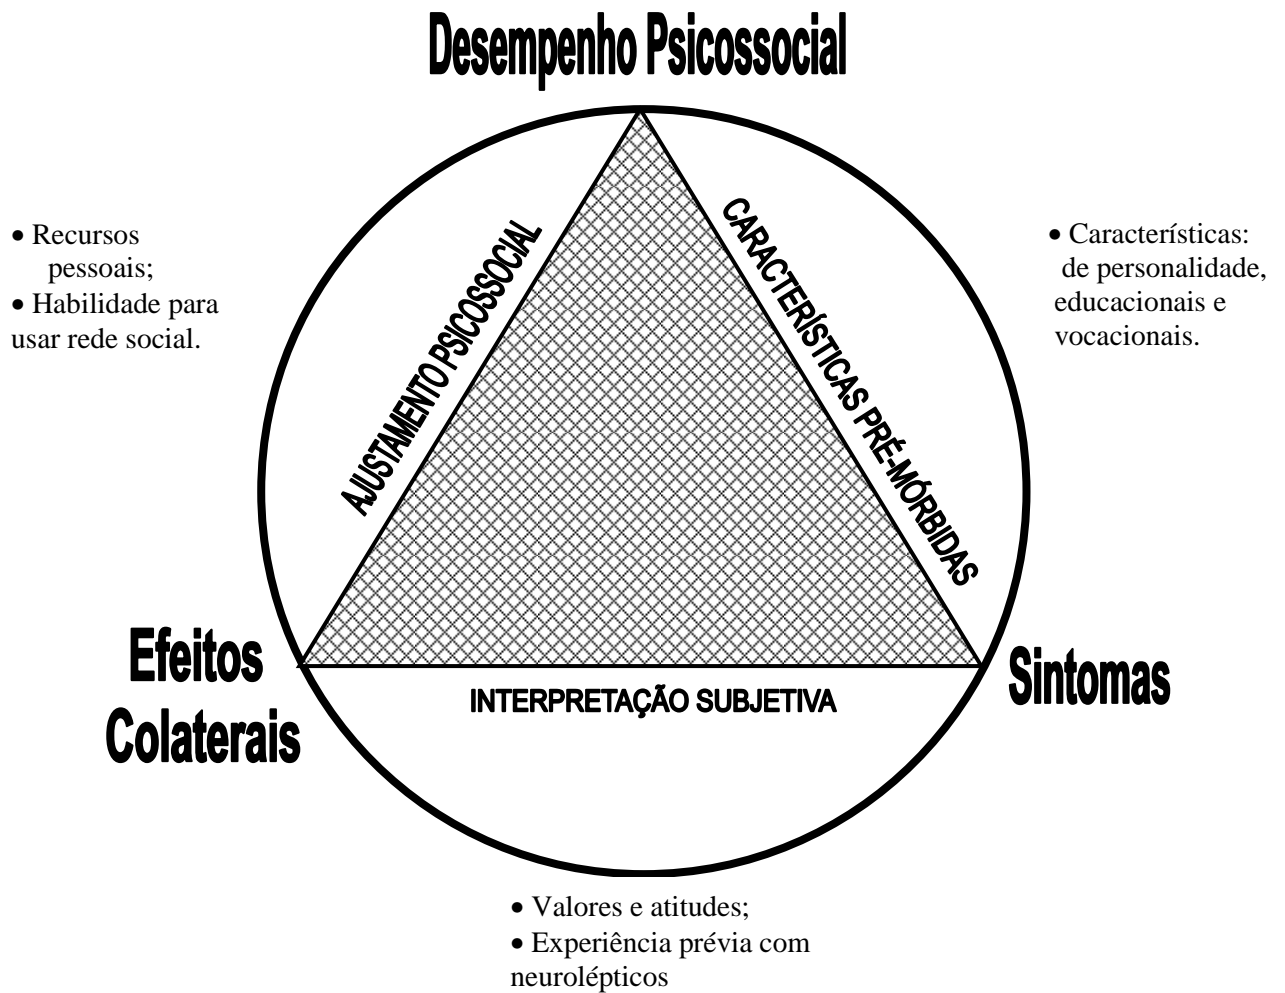 Desempenho Psicossocial
• Recursos
pessoais;
• Habilidade para
usar rede social.
AJUSTAMENTO PSICOSSOCIAL
CARACTERÍSTICAS PRÉ-MÓRBIDAS
• Características:
de personalidade,
educacionais e
vocacionais.
Efeitos
Colaterais
INTERPRETAÇÃO SUBJETIVA
Sintomas
• Valores e atitudes;
• Experiência prévia com
neurolépticos